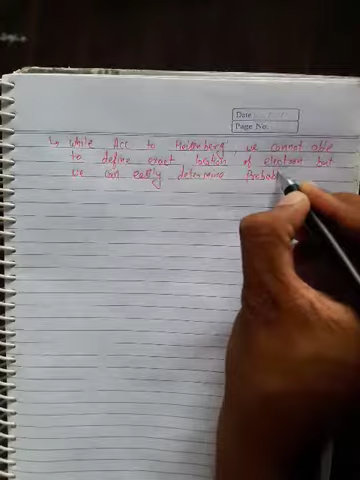 Date
Page No.
↳ while Acc to Heisenberg, we cannot able
to define exact location of electron but
we can easily determine Probab